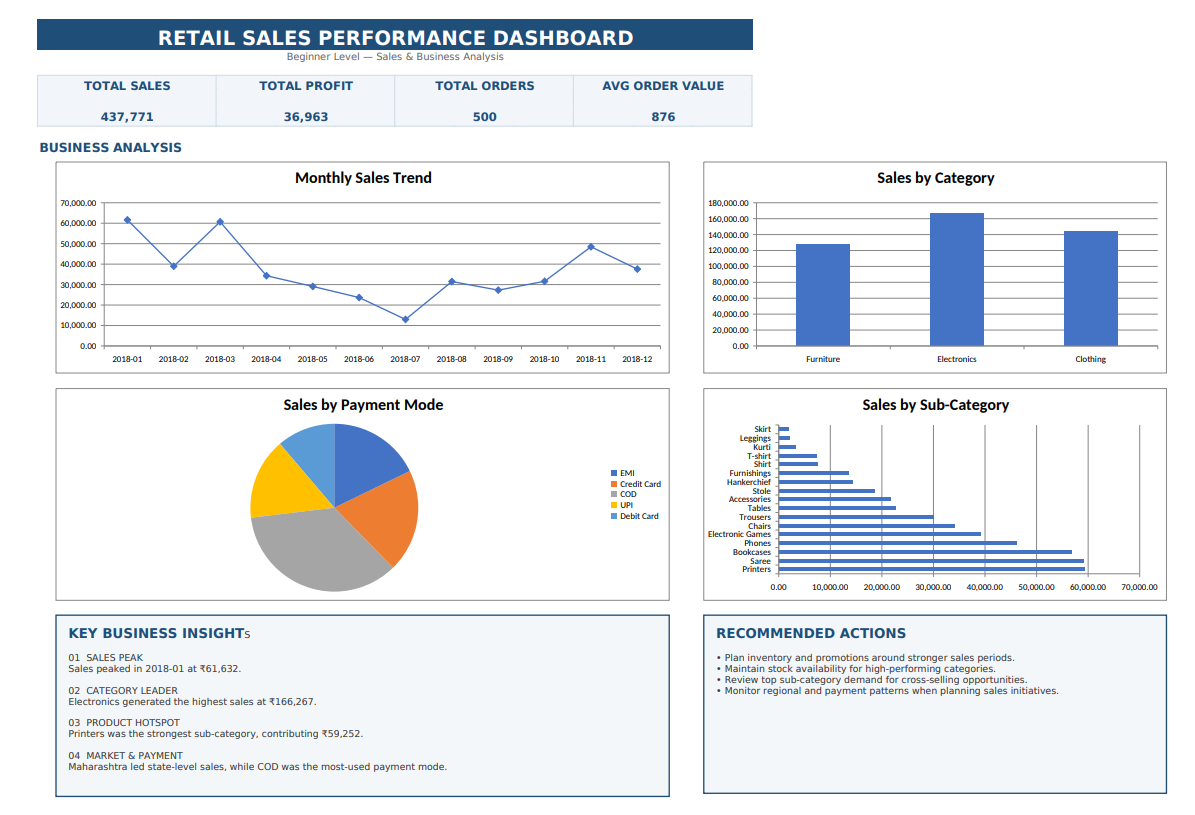 RETAIL SALES PERFORMANCE DASHBOARD
Beginner Level — Sales & Business Analysis
TOTAL SALES TOTAL PROFIT TOTAL ORDERS AVG ORDER VALUE
437,771 36,963 500 876
BUSINESS ANALYSIS
Monthly Sales Trend
70,000.00
60,000.00
50,000.00
40,000.00
30,000.00
20,000.00
10,000.00
0.00
2018-01 2018-02 2018-03 2018-04 2018-05 2018-06 2018-07 2018-08 2018-09 2018-10 2018-11 2018-12
Sales by Category
180,000.00
160,000.00
140,000.00
120,000.00
100,000.00
80,000.00
60,000.00
40,000.00
20,000.00
0.00
Furniture Electronics Clothing
Sales by Payment Mode
EMI
Credit Card
COD
UPI
Debit Card
Sales by Sub-Category
Skirt
Leggings
Kurti
T-shirt
Shirt
Furnishings
Hankerchief
Stole
Accessories
Tables
Trousers
Chairs
Electronic Games
Phones
Bookcases
Saree
Printers
0.00 10,000.00 20,000.00 30,000.00 40,000.00 50,000.00 60,000.00 70,000.00
KEY BUSINESS INSIGHTS
01 SALES PEAK
Sales peaked in 2018-01 at ₹61,632.
02 CATEGORY LEADER
Electronics generated the highest sales at ₹166,267.
03 PRODUCT HOTSPOT
Printers was the strongest sub-category, contributing ₹59,252.
04 MARKET & PAYMENT
Maharashtra led state-level sales, while COD was the most-used payment mode.
RECOMMENDED ACTIONS
• Plan inventory and promotions around stronger sales periods.
• Maintain stock availability for high-performing categories.
• Review top sub-category demand for cross-selling opportunities.
• Monitor regional and payment patterns when planning sales initiatives.